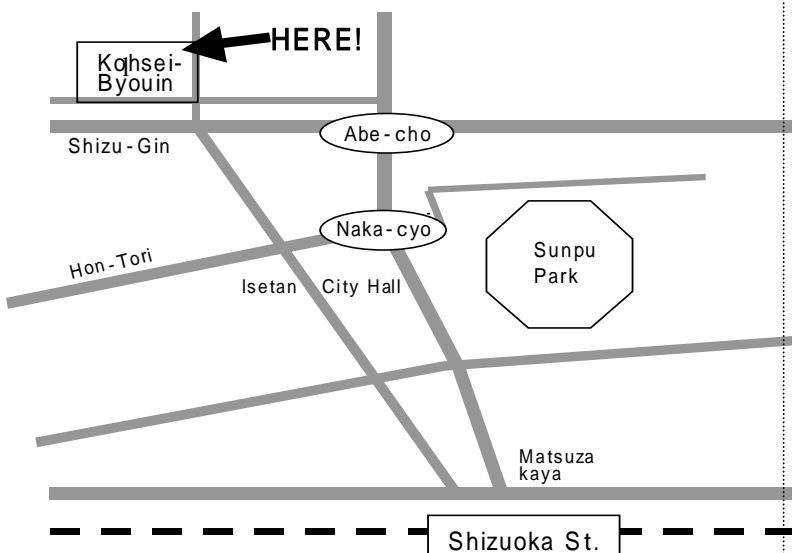 HERE!
Kohsei-
Byouin
Abe-cho
Shizu-Gin
Naka-cyo
Hon-Tori
Sunpu
Park
Isetan
City Hall
Matsuza
kaya
Shizuoka St.